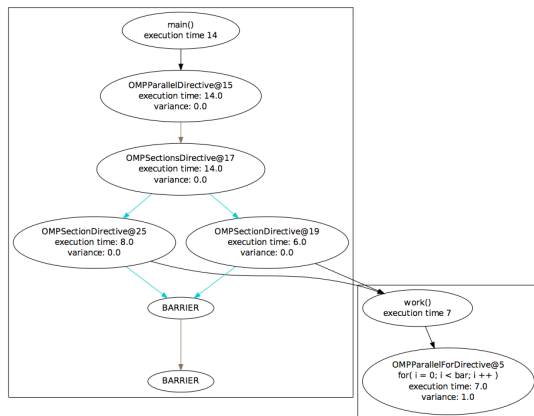 main()
execution time 14
OMPParallelDirective@15
execution time: 14.0
variance: 0.0
OMPSectionsDirective@17
execution time: 14.0
variance: 0.0
OMPSectionDirective@25
execution time: 8.0
variance: 0.0
OMPSectionDirective@19
execution time: 6.0
variance: 0.0
BARRIER
work()
execution time 7
OMPParallelForDirective@5
for( i = 0; i < bar; i ++ )
execution time: 7.0
variance: 1.0
BARRIER